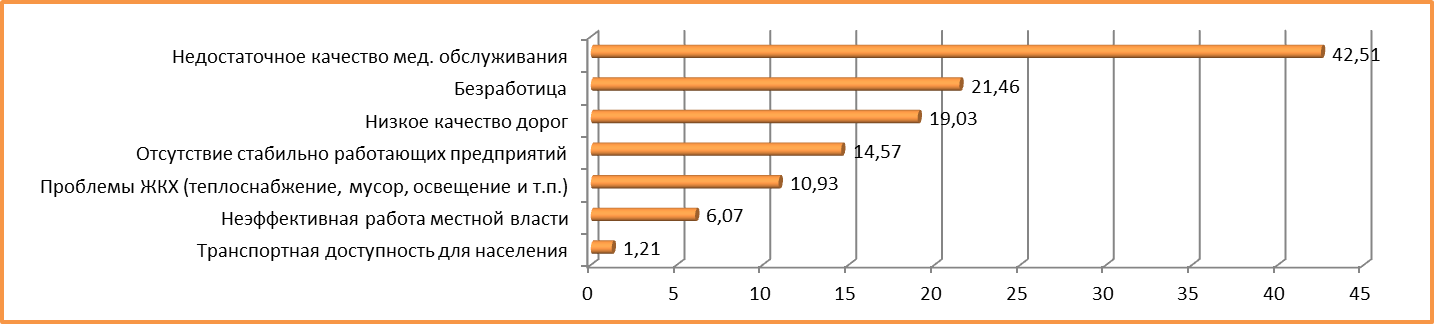 Недостаточное качество мед. обслуживания 42,51
Безработица 21,46
Низкое качество дорог 19,03
Отсутствие стабильно работающих предприятий 14,57
Проблемы ЖКХ (теплоснабжение, мусор, освещение и т.п.) 10,93
Неэффективная работа местной власти 6,07
Транспортная доступность для населения 1,21
0 5 10 15 20 25 30 35 40 45